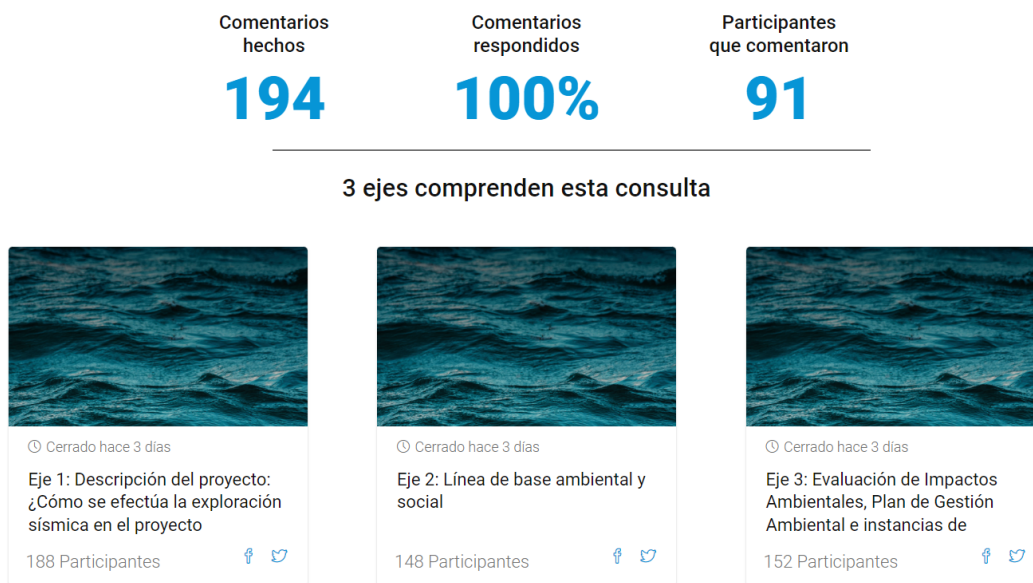 Comentarios
hechos
194
Comentarios
respondidos
100%
Participantes
que comentaron
91
3 ejes comprenden esta consulta
Cerrado hace 3 días
Eje 1: Descripción del proyecto:
¿Cómo se efectúa la exploración
sísmica en el proyecto
188 Participantes
Cerrado hace 3 días
Eje 2: Línea de base ambiental y
social
148 Participantes
Cerrado hace 3 días
Eje 3: Evaluación de Impactos
Ambientales, Plan de Gestión
Ambiental e instancias de
152 Participantes